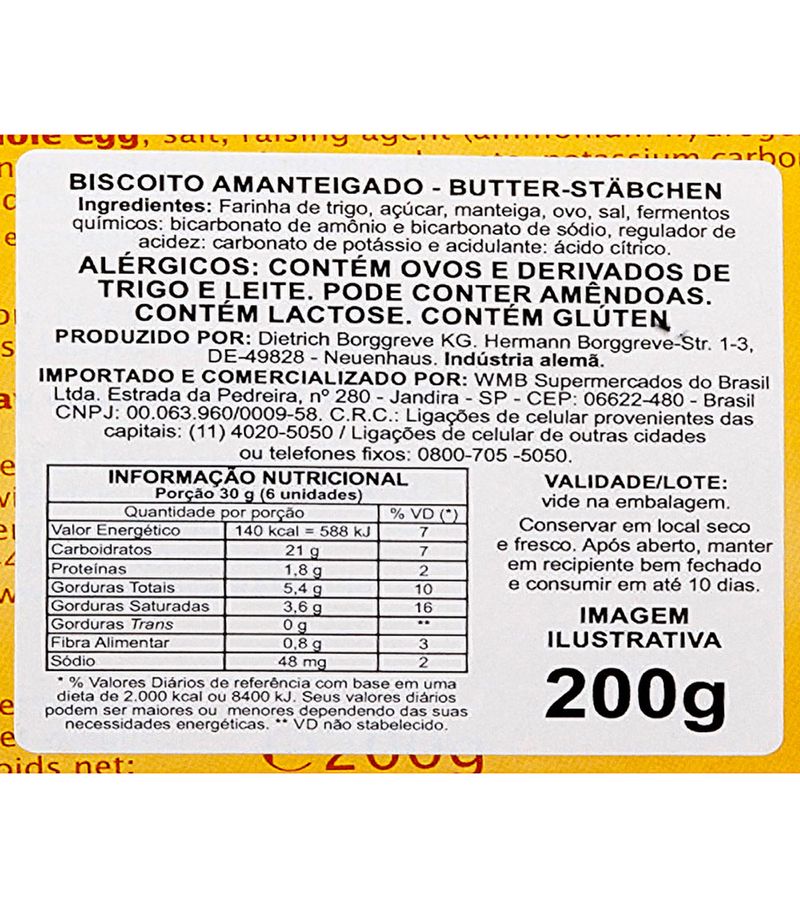 egg, salt, raising agent
carbo
BISCOITO AMANTEIGADO - BUTTER-STÄBCHEN
Ingredientes: Farinha de trigo, açúcar, manteiga, ovo, sal, fermentos
químicos: bicarbonato de amônio e bicarbonato de sódio, regulador de
acidez: carbonato de potássio e acidulante: ácido cítrico.
ALÉRGICOS: CONTÉM OVOS E DERIVADOS DE
TRIGO E LEITE. PODE CONTER AMÊNDOAS.
CONTÉM LACTOSE. CONTÉM GLÚTEN
PRODUZIDO POR: Dietrich Borggreve KG. Hermann Borggreve-Str. 1-3,
DE-49828 - Neuenhaus. Indústria alemã.
IMPORTADO E COMERCIALIZADO POR: WMB Supermercados do Brasil
Ltda. Estrada da Pedreira, nº 280 - Jandira - SP - CEP: 06622-480 - Brasil
CNPJ: 00.063.960/0009-58. C.R.C.: Ligações de celular provenientes das
capitais: (11) 4020-5050 / Ligações de celular de outras cidades
ou telefones fixos: 0800-705 -5050.
INFORMAÇÃO NUTRICIONAL
Porção 30 g (6 unidades)
Quantidade por porção % VD (*)
Valor Energético 140 kcal = 588 kJ 7
Carboidratos 21 g 7
Proteínas 1,8 g 2
Gorduras Totais 5,4 g 10
Gorduras Saturadas 3,6 g 16
Gorduras Trans 0 g **
Fibra Alimentar 0,8 g 3
Sódio 48 mg 2
* % Valores Diários de referência com base em uma
dieta de 2.000 kcal ou 8400 kJ. Seus valores diários
podem ser maiores ou menores dependendo das suas
necessidades energéticas. ** VD não stabelecido.
VALIDADE/LOTE:
vide na embalagem.
Conservar em local seco
e fresco. Após aberto, manter
em recipiente bem fechado
e consumir em até 10 dias.
IMAGEM
ILUSTRATIVA
200g
net: